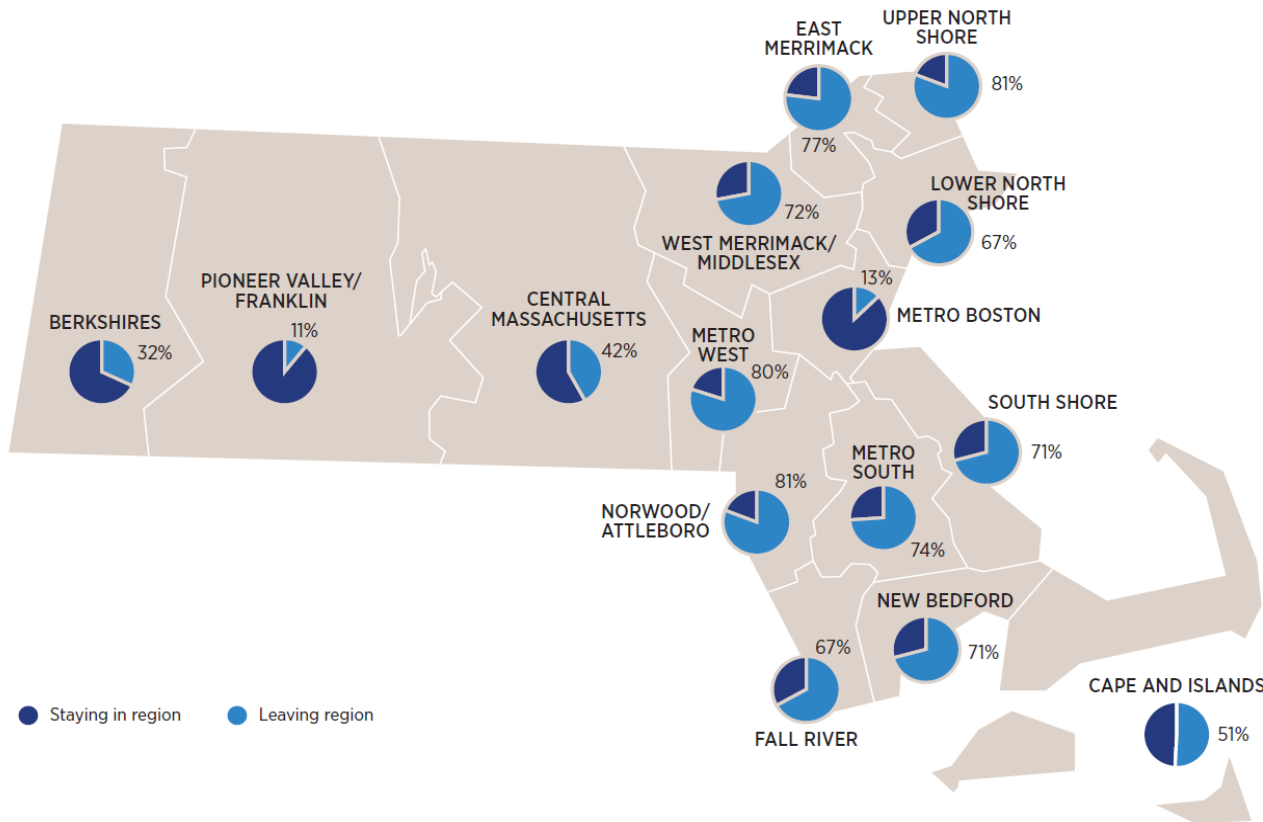 EAST
MERRIMACK
77%
UPPER NORTH
SHORE
81%
72%
WEST MERRIMACK/
MIDDLESEX
LOWER NORTH
SHORE
67%
13%
METRO BOSTON
BERKSHIRES
32%
PIONEER VALLEY/
FRANKLIN
11%
CENTRAL
MASSACHUSETTS
42%
METRO
WEST
80%
SOUTH SHORE
71%
METRO
SOUTH
74%
81%
NORWOOD/
ATTLEBORO
NEW BEDFORD
71%
67%
FALL RIVER
CAPE AND ISLANDS
51%
Staying in region
Leaving region